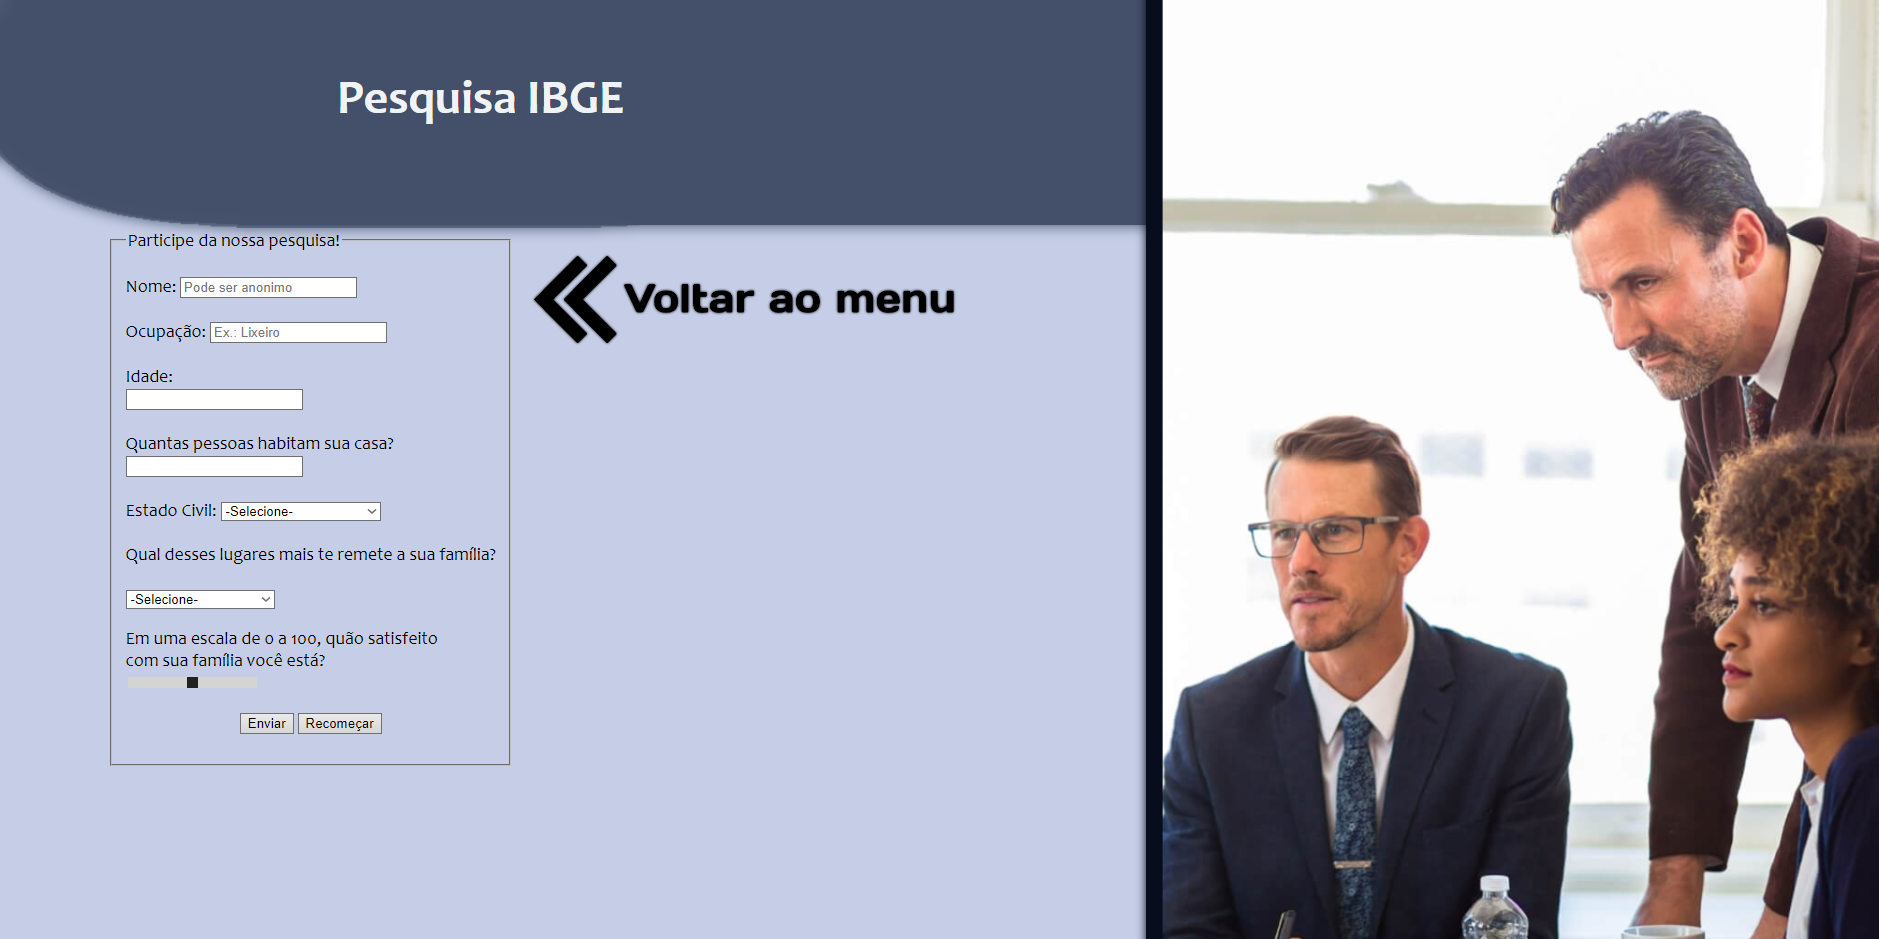 Pesquisa IBGE
Participe da nossa pesquisa!
Nome: Pode ser anonimo
Voltar ao menu
Ocupação: Ex.: Lixeiro
Idade:
Quantas pessoas habitam sua casa?
Estado Civil: -Selecione-
Qual desses lugares mais te remete a sua família?
-Selecione-
Em uma escala de 0 a 100, quão satisfeito
com sua família você está?
Enviar Recomeçar